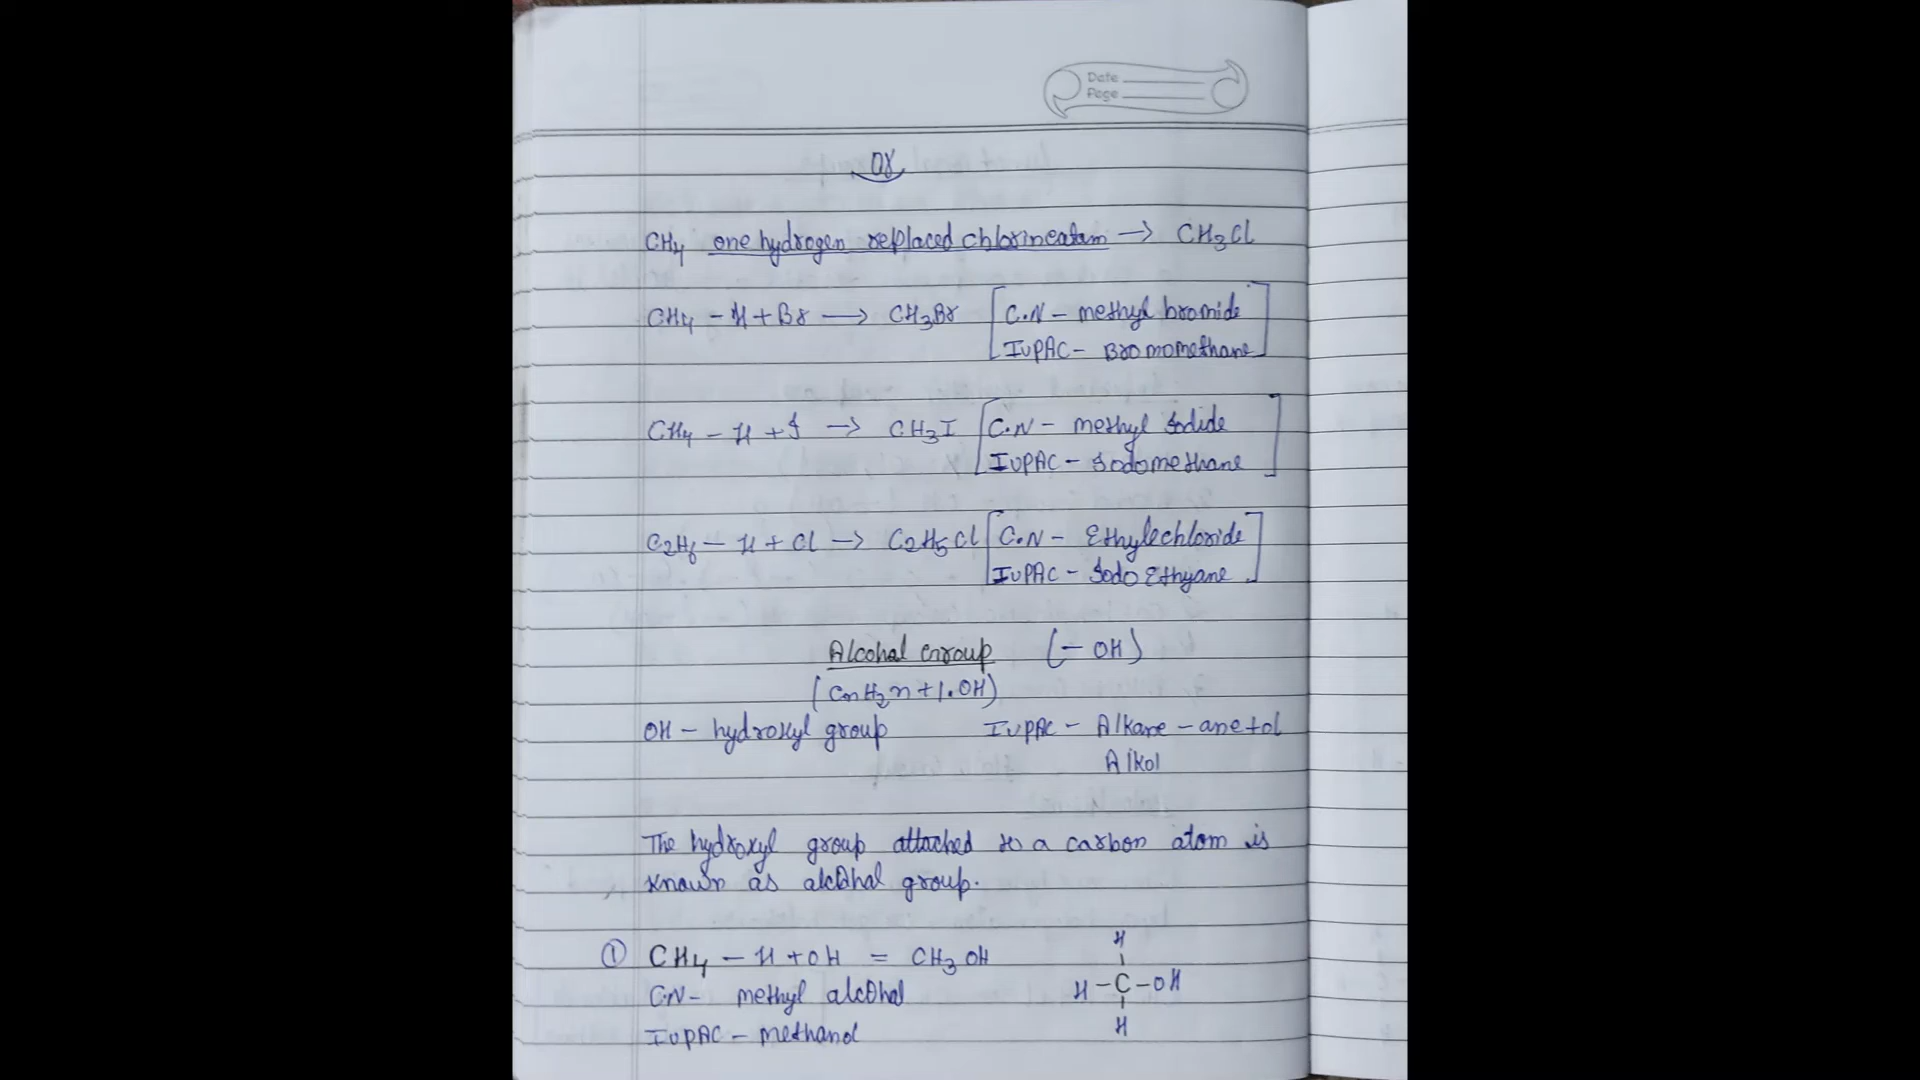 Date
Page
or
CH4 one hydrogen replaced chlorine atom → CH3Cl
CH4 - H + Br → CH3Br [C.N - methyl bromide
IUPAC - Bromomethane]
CH4 - H + I → CH3I [C.N - methyl Iodide
IUPAC - Iodomethane]
C2H6 - H + Cl → C2H5Cl [C.N - Ethylechloride
IUPAC - Iodo Ethyane]
Alcohal Group (- OH)
(CnH2n+1.OH)
OH - hydroxyl group IUPAC - Alkane - ane + ol
Alkol
The hydroxyl group attached to a carbon atom is
known as alcohal group.
① CH4 - H + OH = CH3OH
C.N - methyl alcohal
IUPAC - methanol
H
H - C - OH
H